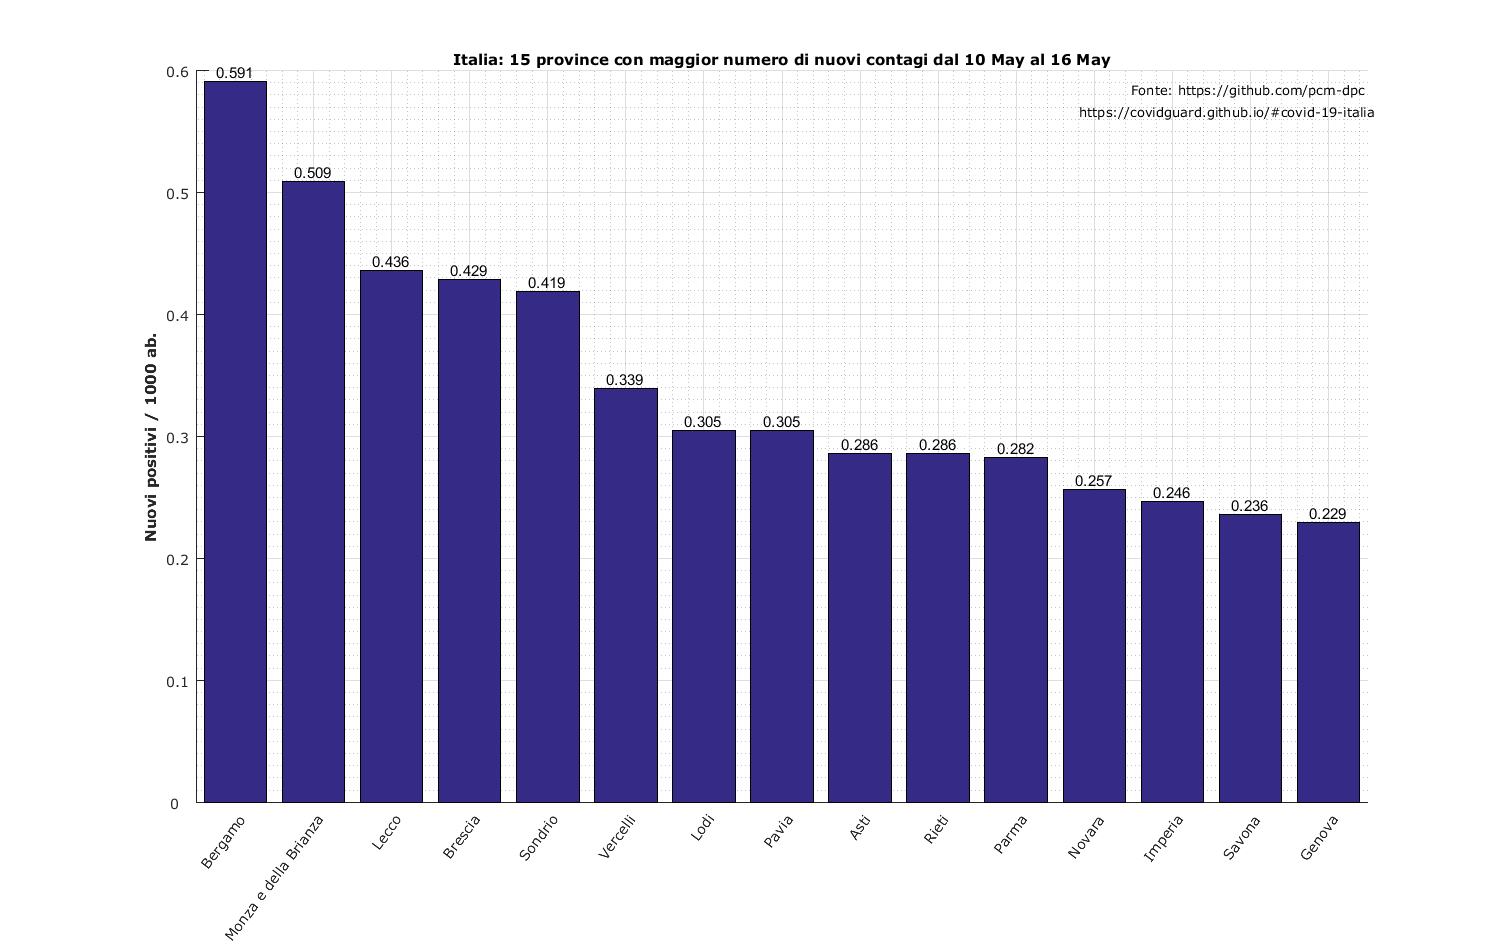 Italia: 15 province con maggior numero di nuovi contagi dal 10 May al 16 May
Fonte: https://github.com/pcm-dpc
https://covidguard.github.io/#covid-19-italia
Nuovi positivi / 1000 ab.
0.6
0.5
0.4
0.3
0.2
0.1
0
0.591
0.509
0.436
0.429
0.419
0.339
0.305
0.305
0.286
0.286
0.282
0.257
0.246
0.236
0.229
Bergamo
Monza e della Brianza
Lecco
Brescia
Sondrio
Vercelli
Lodi
Pavia
Asti
Rieti
Parma
Novara
Imperia
Savona
Genova